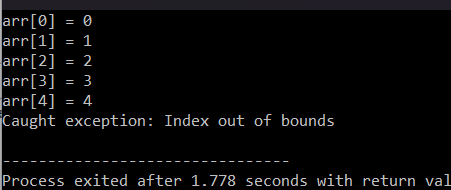 arr[0] = 0
arr[1] = 1
arr[2] = 2
arr[3] = 3
arr[4] = 4
Caught exception: Index out of bounds
--------------------------------
Process exited after 1.778 seconds with return val